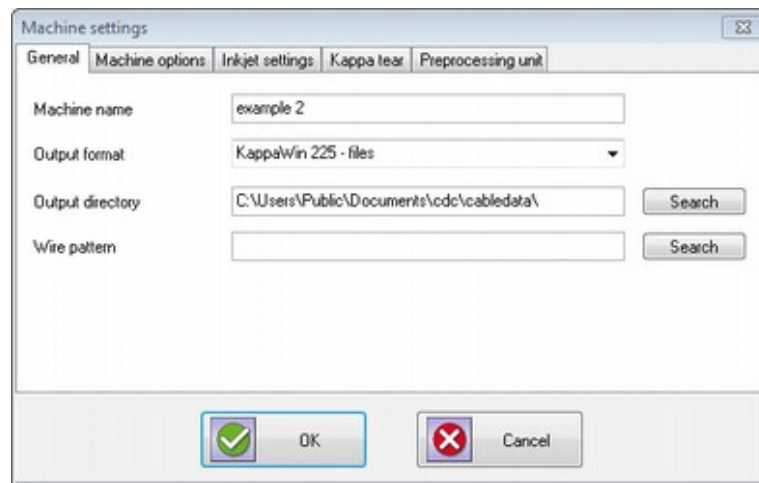 Machine settings
General Machine options Inkjet settings Kappa tear Preprocessing unit
Machine name example 2
Output format KappaWin 225 - files
Output directory C:\Users\Public\Documents\cdc\cabledata\ Search
Wire pattern Search
OK Cancel